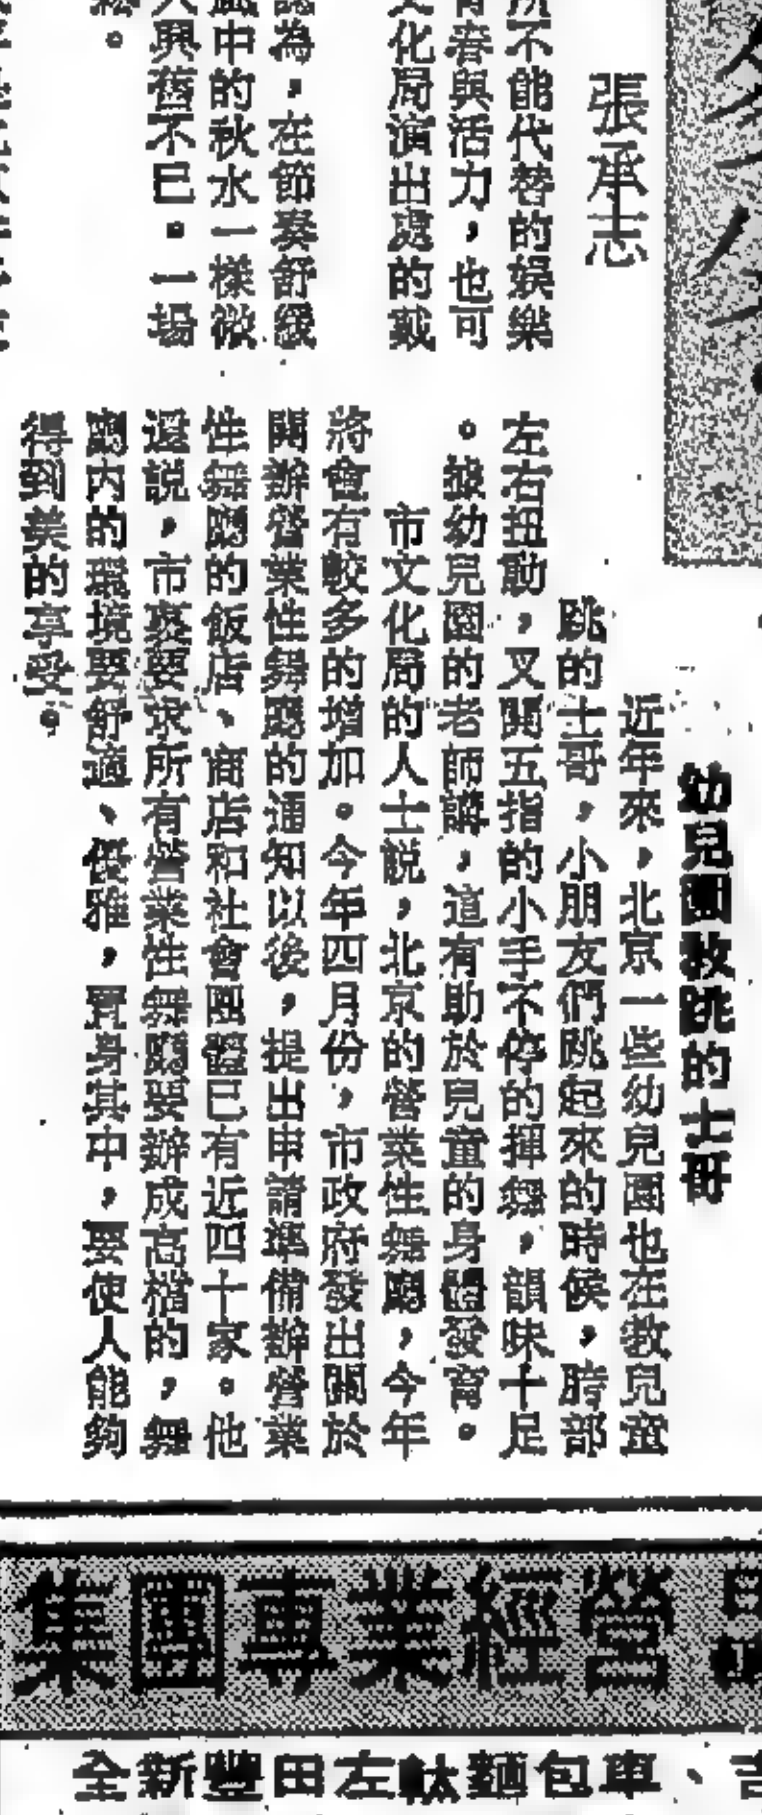 張承志
所不能代替的娛樂
青春與活力，也可
文化局演出處的戴
認為，在節奏舒緩
風中的秋水一樣微
人興奮不已。一場
幼兒園教跳的士哥
近年來，北京一些幼兒園也在教兒童
跳的士哥，小朋友們跳起來的時候，胯部
左右扭動，叉開五指的小手不停的揮舞，韻味十足
。據幼兒園的老師講，這有助於兒童的身體發育。
市文化局的人士説，北京的營業性舞廳，今年
將會有較多的增加。今年四月份，市政府發出關於
開辦營業性舞廳的通知以後，提出申請準備辦營業
性舞廳的飯店、商店和社會團體已有近四十家。他
還説，市裏要求所有營業性舞廳要辦成高檔的，舞
廳内的環境要舒適、優雅，置身其中，要使人能夠
得到美的享受。
集團專業經營
全新豐田左軚麵包車、吉